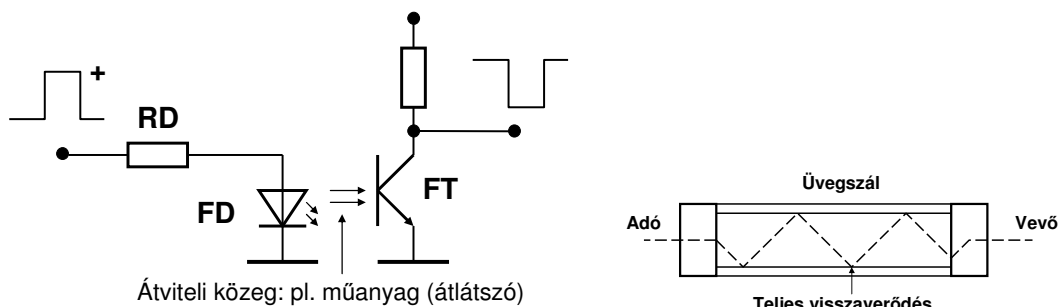 +
RD
FD
FT
Átviteli közeg: pl. műanyag (átlátszó)
Üvegszál
Adó
Vevő
Teljes visszaverődés